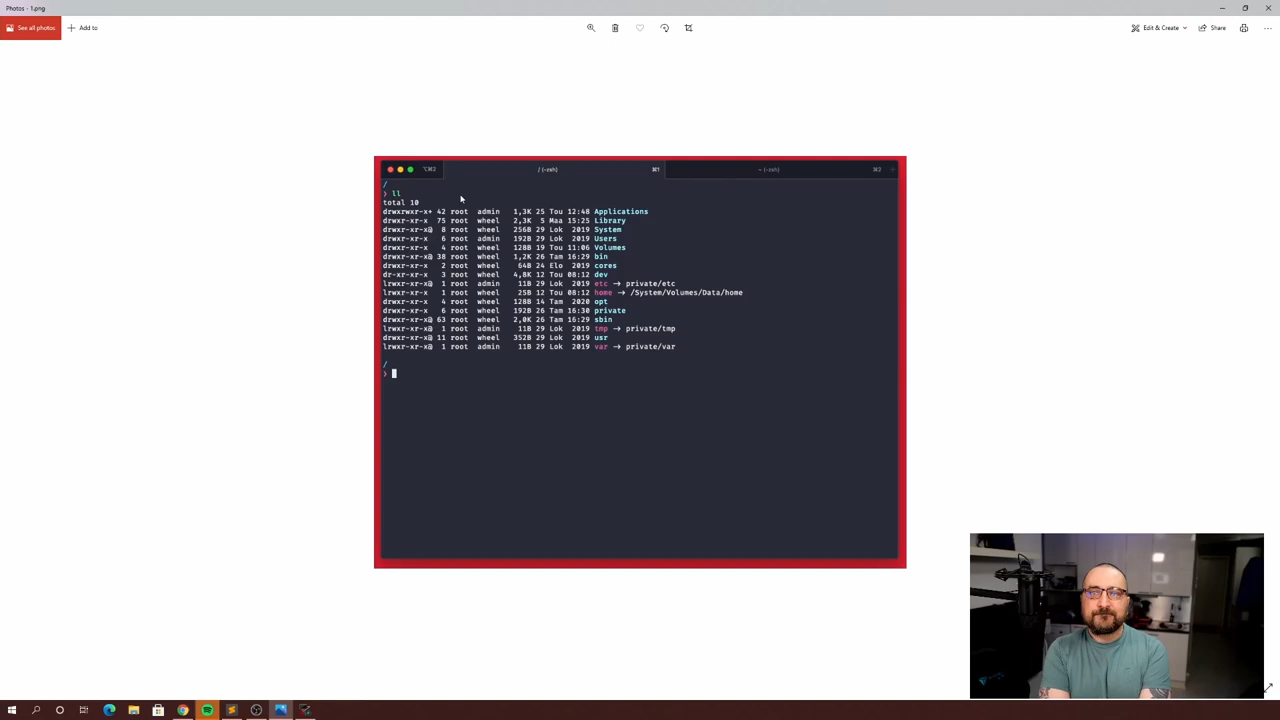 Photos - 1.png
See all photos
Add to
Edit & Create
Share
⌥⌘2
/ (-zsh)
⌘1
~ (-zsh)
⌘2
/
❯ ll
total 10
drwxrwxr-x+ 42 root admin 1,3K 25 Tou 12:48 Applications
drwxr-xr-x 75 root wheel 2,3K 5 Maa 15:25 Library
drwxr-xr-x@ 8 root wheel 256B 29 Lok 2019 System
drwxr-xr-x 6 root admin 192B 29 Lok 2019 Users
drwxr-xr-x 4 root wheel 128B 19 Tou 11:06 Volumes
drwxr-xr-x@ 38 root wheel 1,2K 26 Tam 16:29 bin
drwxr-xr-x 2 root wheel 64B 24 Elo 2019 cores
dr-xr-xr-x 3 root wheel 4,8K 12 Tou 08:12 dev
lrwxr-xr-x@ 1 root admin 11B 29 Lok 2019 etc → private/etc
lrwxr-xr-x 1 root wheel 25B 12 Tou 08:12 home → /System/Volumes/Data/home
drwxr-xr-x 4 root wheel 128B 14 Tam 2020 opt
drwxr-xr-x 6 root wheel 192B 26 Tam 16:30 private
drwxr-xr-x@ 63 root wheel 2,0K 26 Tam 16:29 sbin
lrwxr-xr-x@ 1 root admin 11B 29 Lok 2019 tmp → private/tmp
drwxr-xr-x@ 11 root wheel 352B 29 Lok 2019 usr
lrwxr-xr-x@ 1 root admin 11B 29 Lok 2019 var → private/var
/
❯